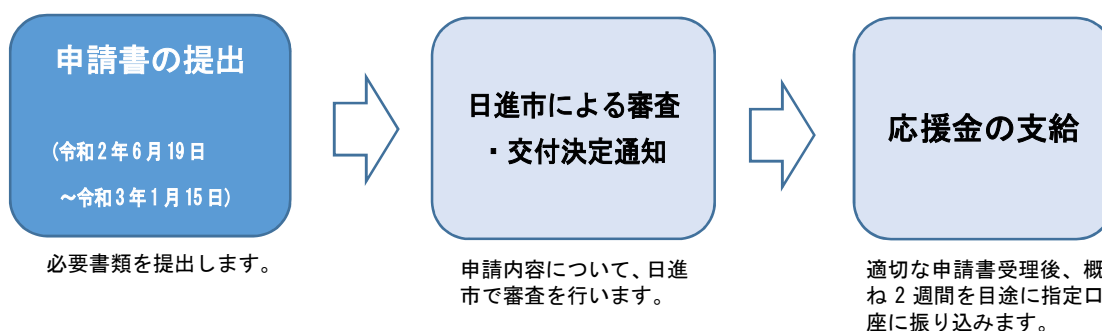 申請書の提出
(令和2年6月19日
～令和3年1月15日)
必要書類を提出します。
日進市による審査
・交付決定通知
申請内容について、日進
市で審査を行います。
応援金の支給
適切な申請書受理後、概
ね2週間を目途に指定口
座に振り込みます。